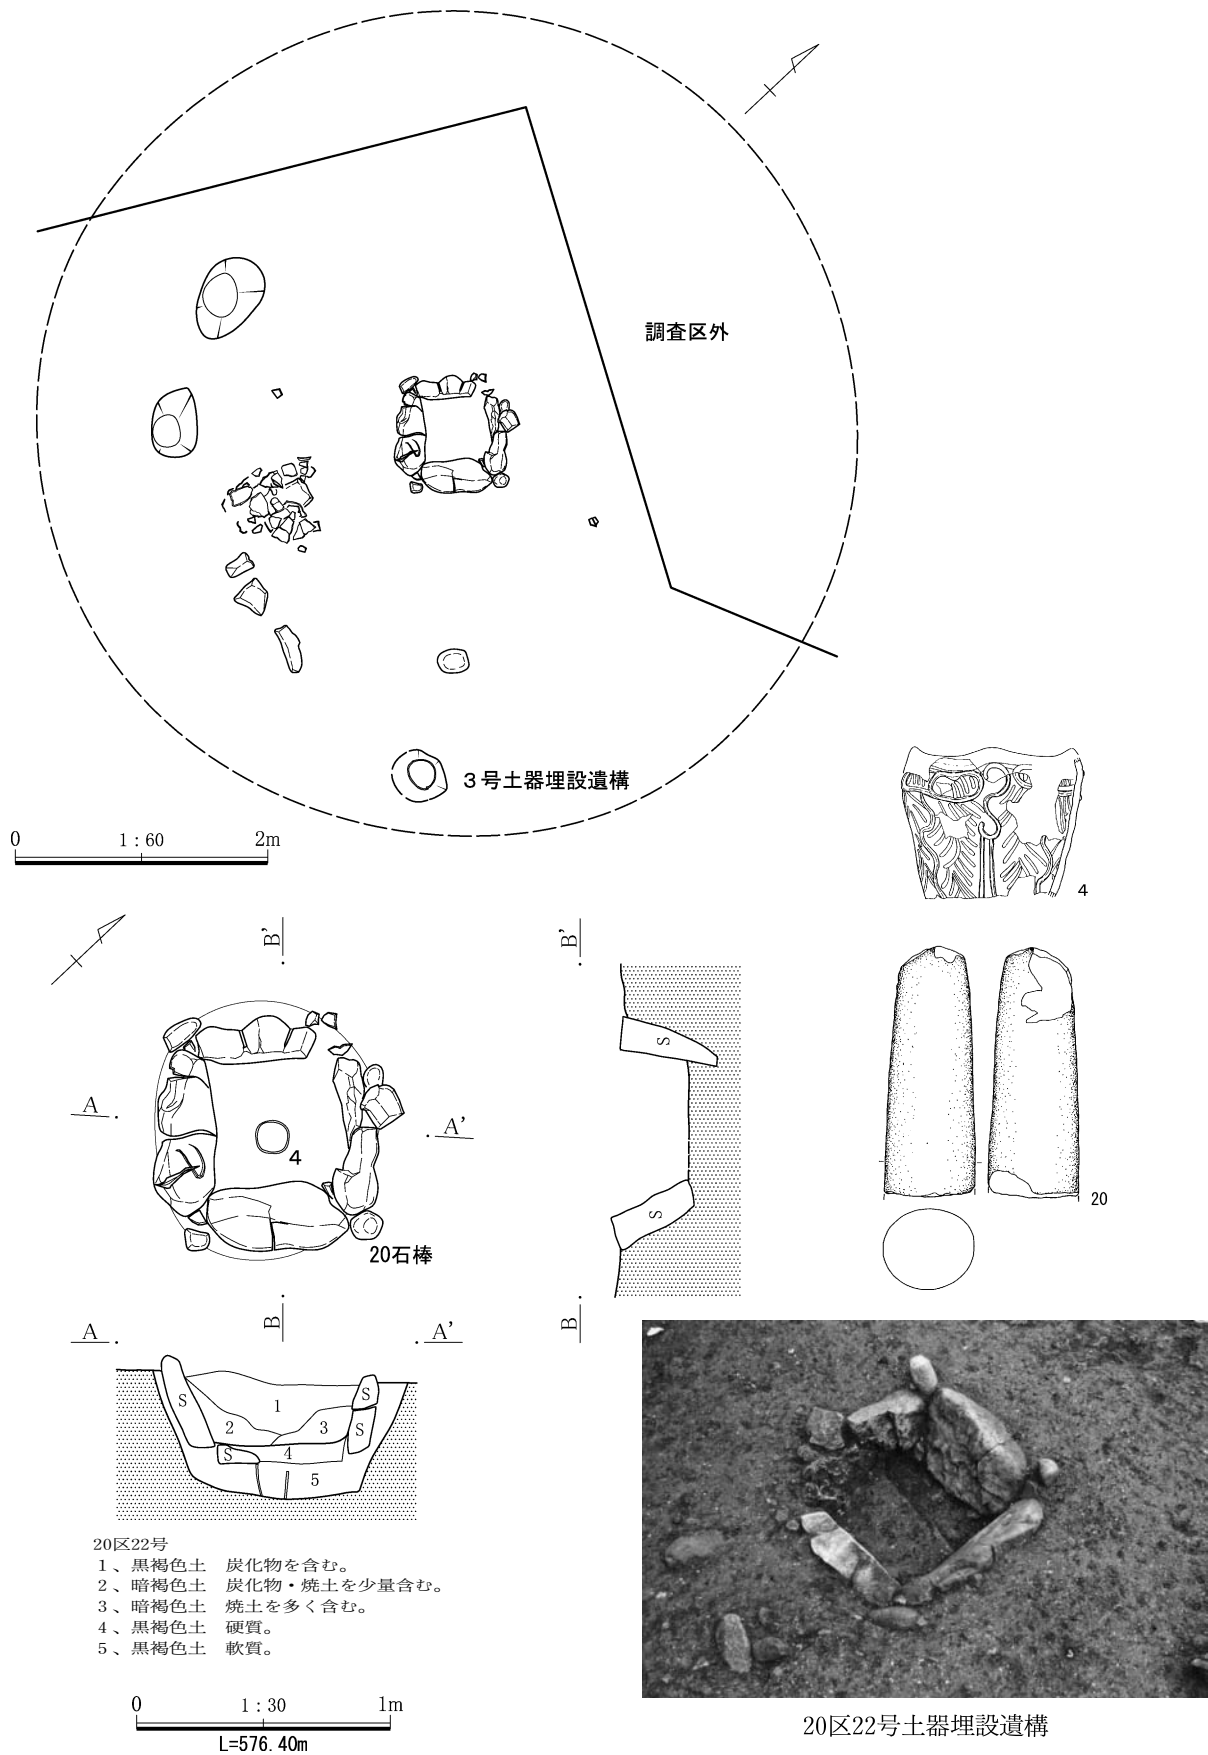 調査区外
3号土器埋設遺構
0 1:60 2m
4
B'
B'
A
A'
4
20石棒
B
B
S
S
20
A
A'
S
1
S
2
3
S
S
4
5
20区22号
1、黒褐色土 炭化物を含む。
2、暗褐色土 炭化物・焼土を少量含む。
3、暗褐色土 焼土を多く含む。
4、黒褐色土 硬質。
5、黒褐色土 軟質。
0 1:30 1m
L=576.40m
20区22号土器埋設遺構